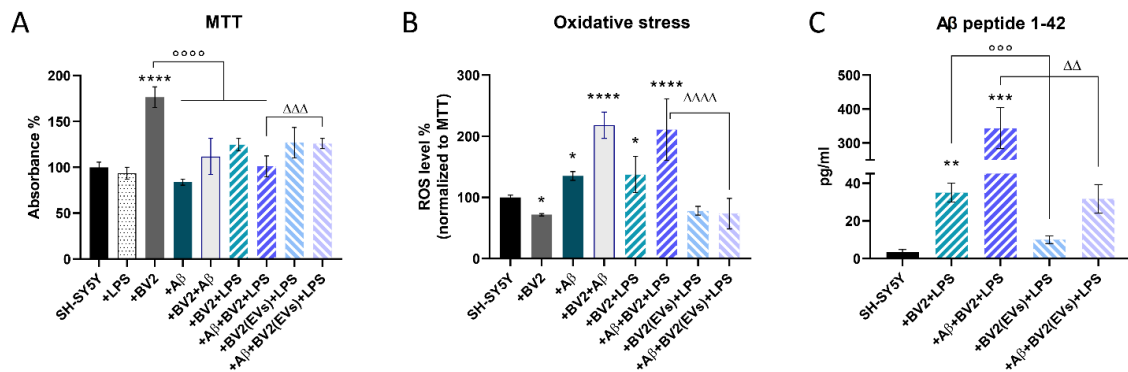 A
MTT
Absorbance %
200
150
100
50
0
****
°°°°
ΔΔΔ
SH-SY5Y
+LPS
+BV2
+Aβ
+BV2+Aβ
+BV2+LPS
+Aβ+BV2+LPS
+BV2(EVs)+LPS
+Aβ+BV2(EVs)+LPS
B
Oxidative stress
ROS level %
(normalized to MTT)
300
200
100
0
*
*
****
*
****
ΔΔΔΔ
SH-SY5Y
+BV2
+Aβ
+BV2+Aβ
+BV2+LPS
+Aβ+BV2+LPS
+BV2(EVs)+LPS
+Aβ+BV2(EVs)+LPS
C
Aβ peptide 1-42
pg/ml
500
400
300
200
40
20
0
**
***
°°°
ΔΔ
SH-SY5Y
+BV2+LPS
+Aβ+BV2+LPS
+BV2(EVs)+LPS
+Aβ+BV2(EVs)+LPS